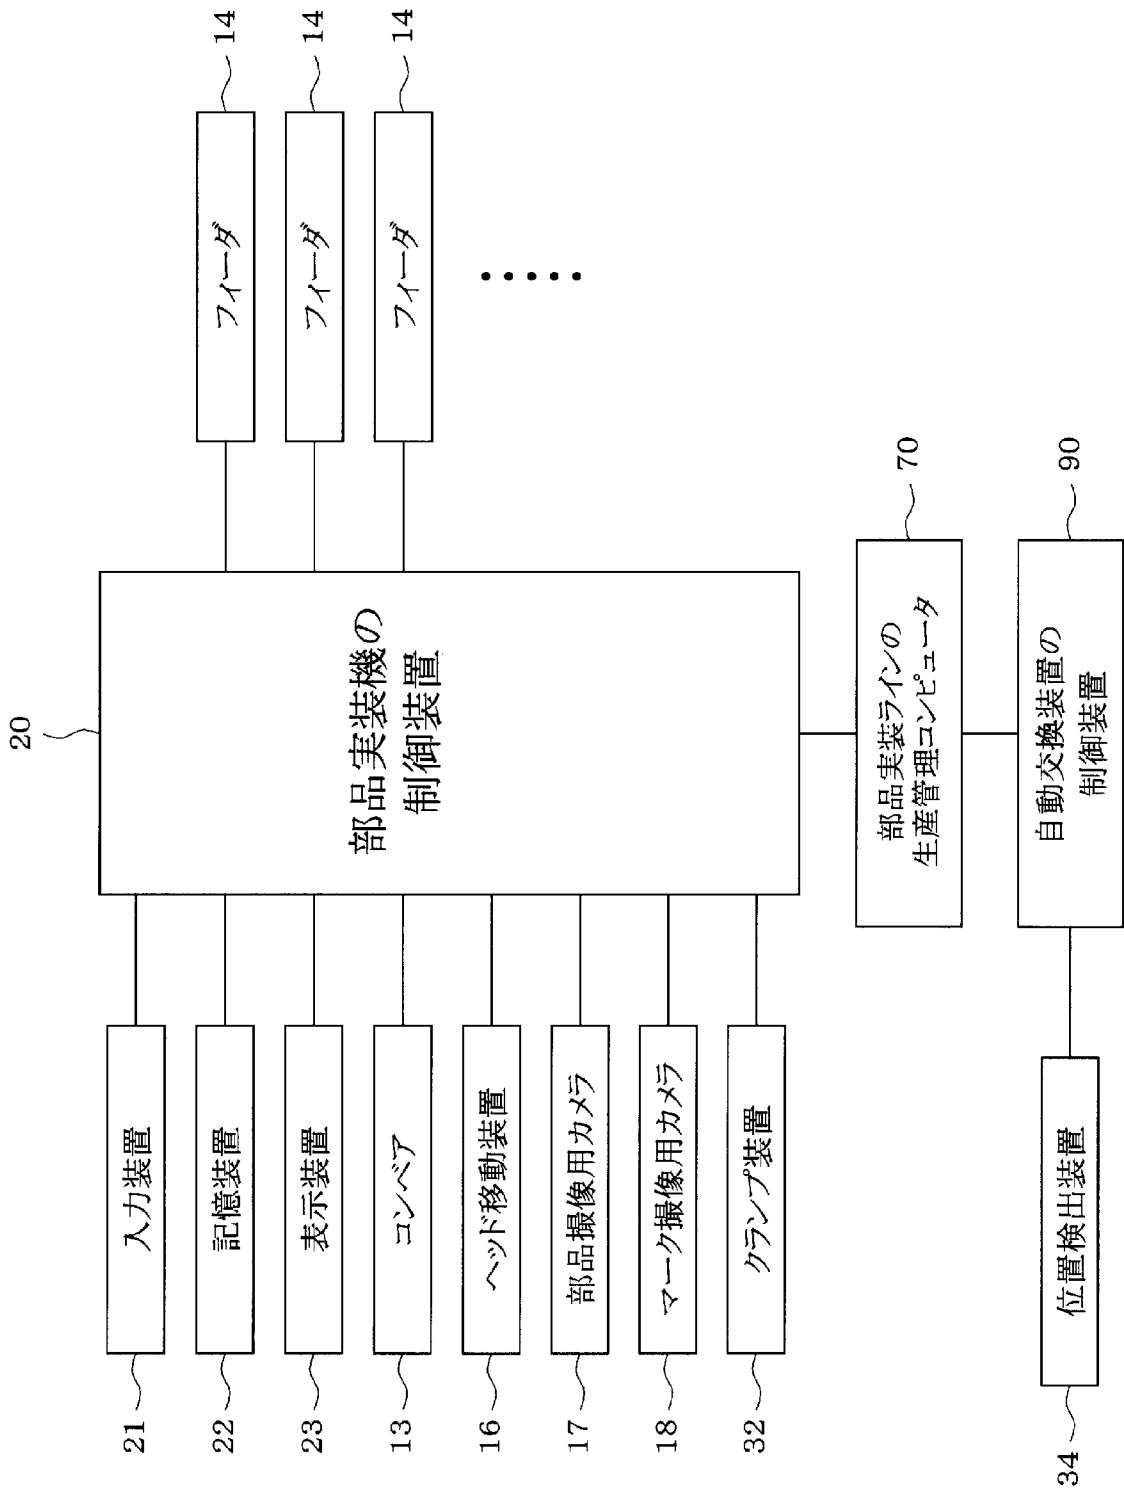 20
部品実装機の
制御装置
21
入力装置
22
記憶装置
23
表示装置
13
コンベア
16
ヘッド移動装置
17
部品撮像用カメラ
18
マーク撮像用カメラ
32
クランプ装置
フィーダ
14
フィーダ
14
フィーダ
14
部品実装ラインの
生産管理コンピュータ
70
自動交換装置の
制御装置
90
位置検出装置
34